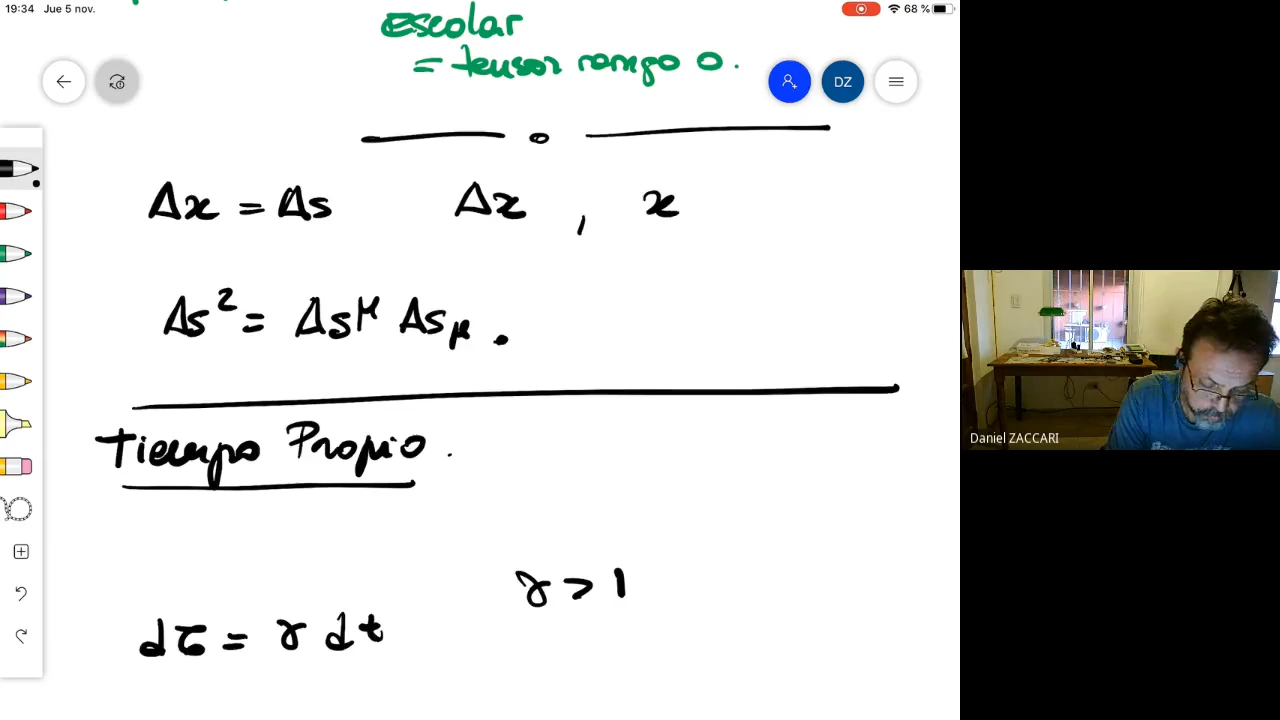 19:34 Jue 5 nov.
68 %
escolar
= tensor rango 0.
DZ
Δx = Δs Δx , x
Δs² = Δs^μ Δs_μ.
Tiempo Propio.
γ > 1
dτ = γ dt
Daniel ZACCARI